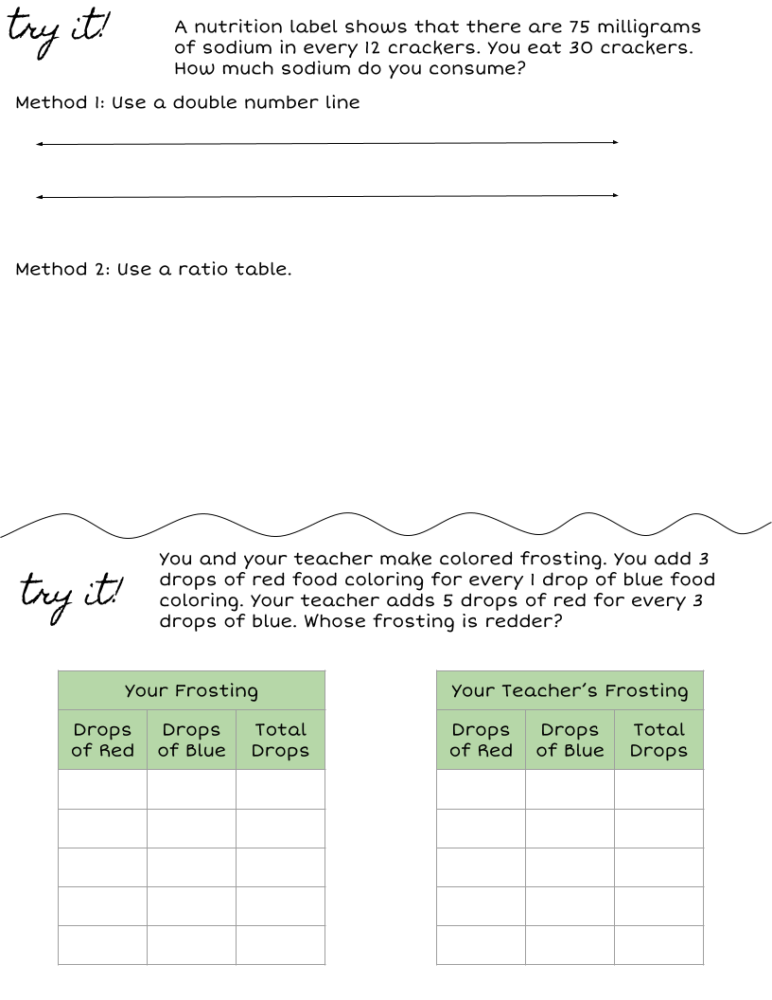 try it!
A nutrition label shows that there are 75 milligrams
of sodium in every 12 crackers. You eat 30 crackers.
How much sodium do you consume?
Method 1: Use a double number line
Method 2: Use a ratio table.
try it!
You and your teacher make colored frosting. You add 3
drops of red food coloring for every 1 drop of blue food
coloring. Your teacher adds 5 drops of red for every 3
drops of blue. Whose frosting is redder?
Your Frosting
Drops of Red
Drops of Blue
Total Drops
Your Teacher's Frosting
Drops of Red
Drops of Blue
Total Drops